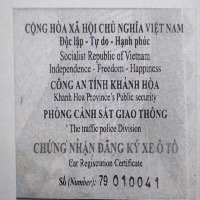 CỘNG HÒA XÃ HỘI CHỦ NGHĨA VIỆT NAM
Độc lập - Tự do - Hạnh phúc
Socialist Republic of Vietnam
Independence - Freedom - Happiness
CÔNG AN TỈNH KHÁNH HÒA
Khanh Hoa Province's Public security
PHÒNG CẢNH SÁT GIAO THÔNG
The traffic police Division
CHỨNG NHẬN ĐĂNG KÝ XE Ô TÔ
Car Registration Certificate
Số (Number): 79 010041